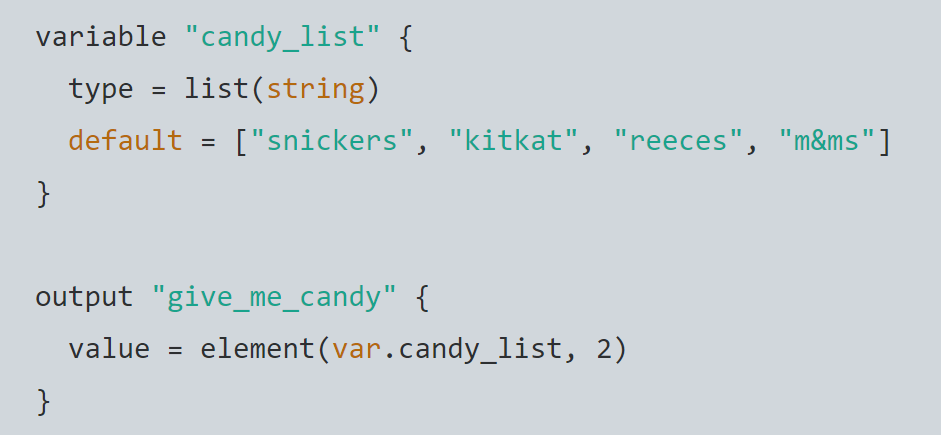 variable "candy_list" {
  type = list(string)
  default = ["snickers", "kitkat", "reeces", "m&ms"]
}

output "give_me_candy" {
  value = element(var.candy_list, 2)
}